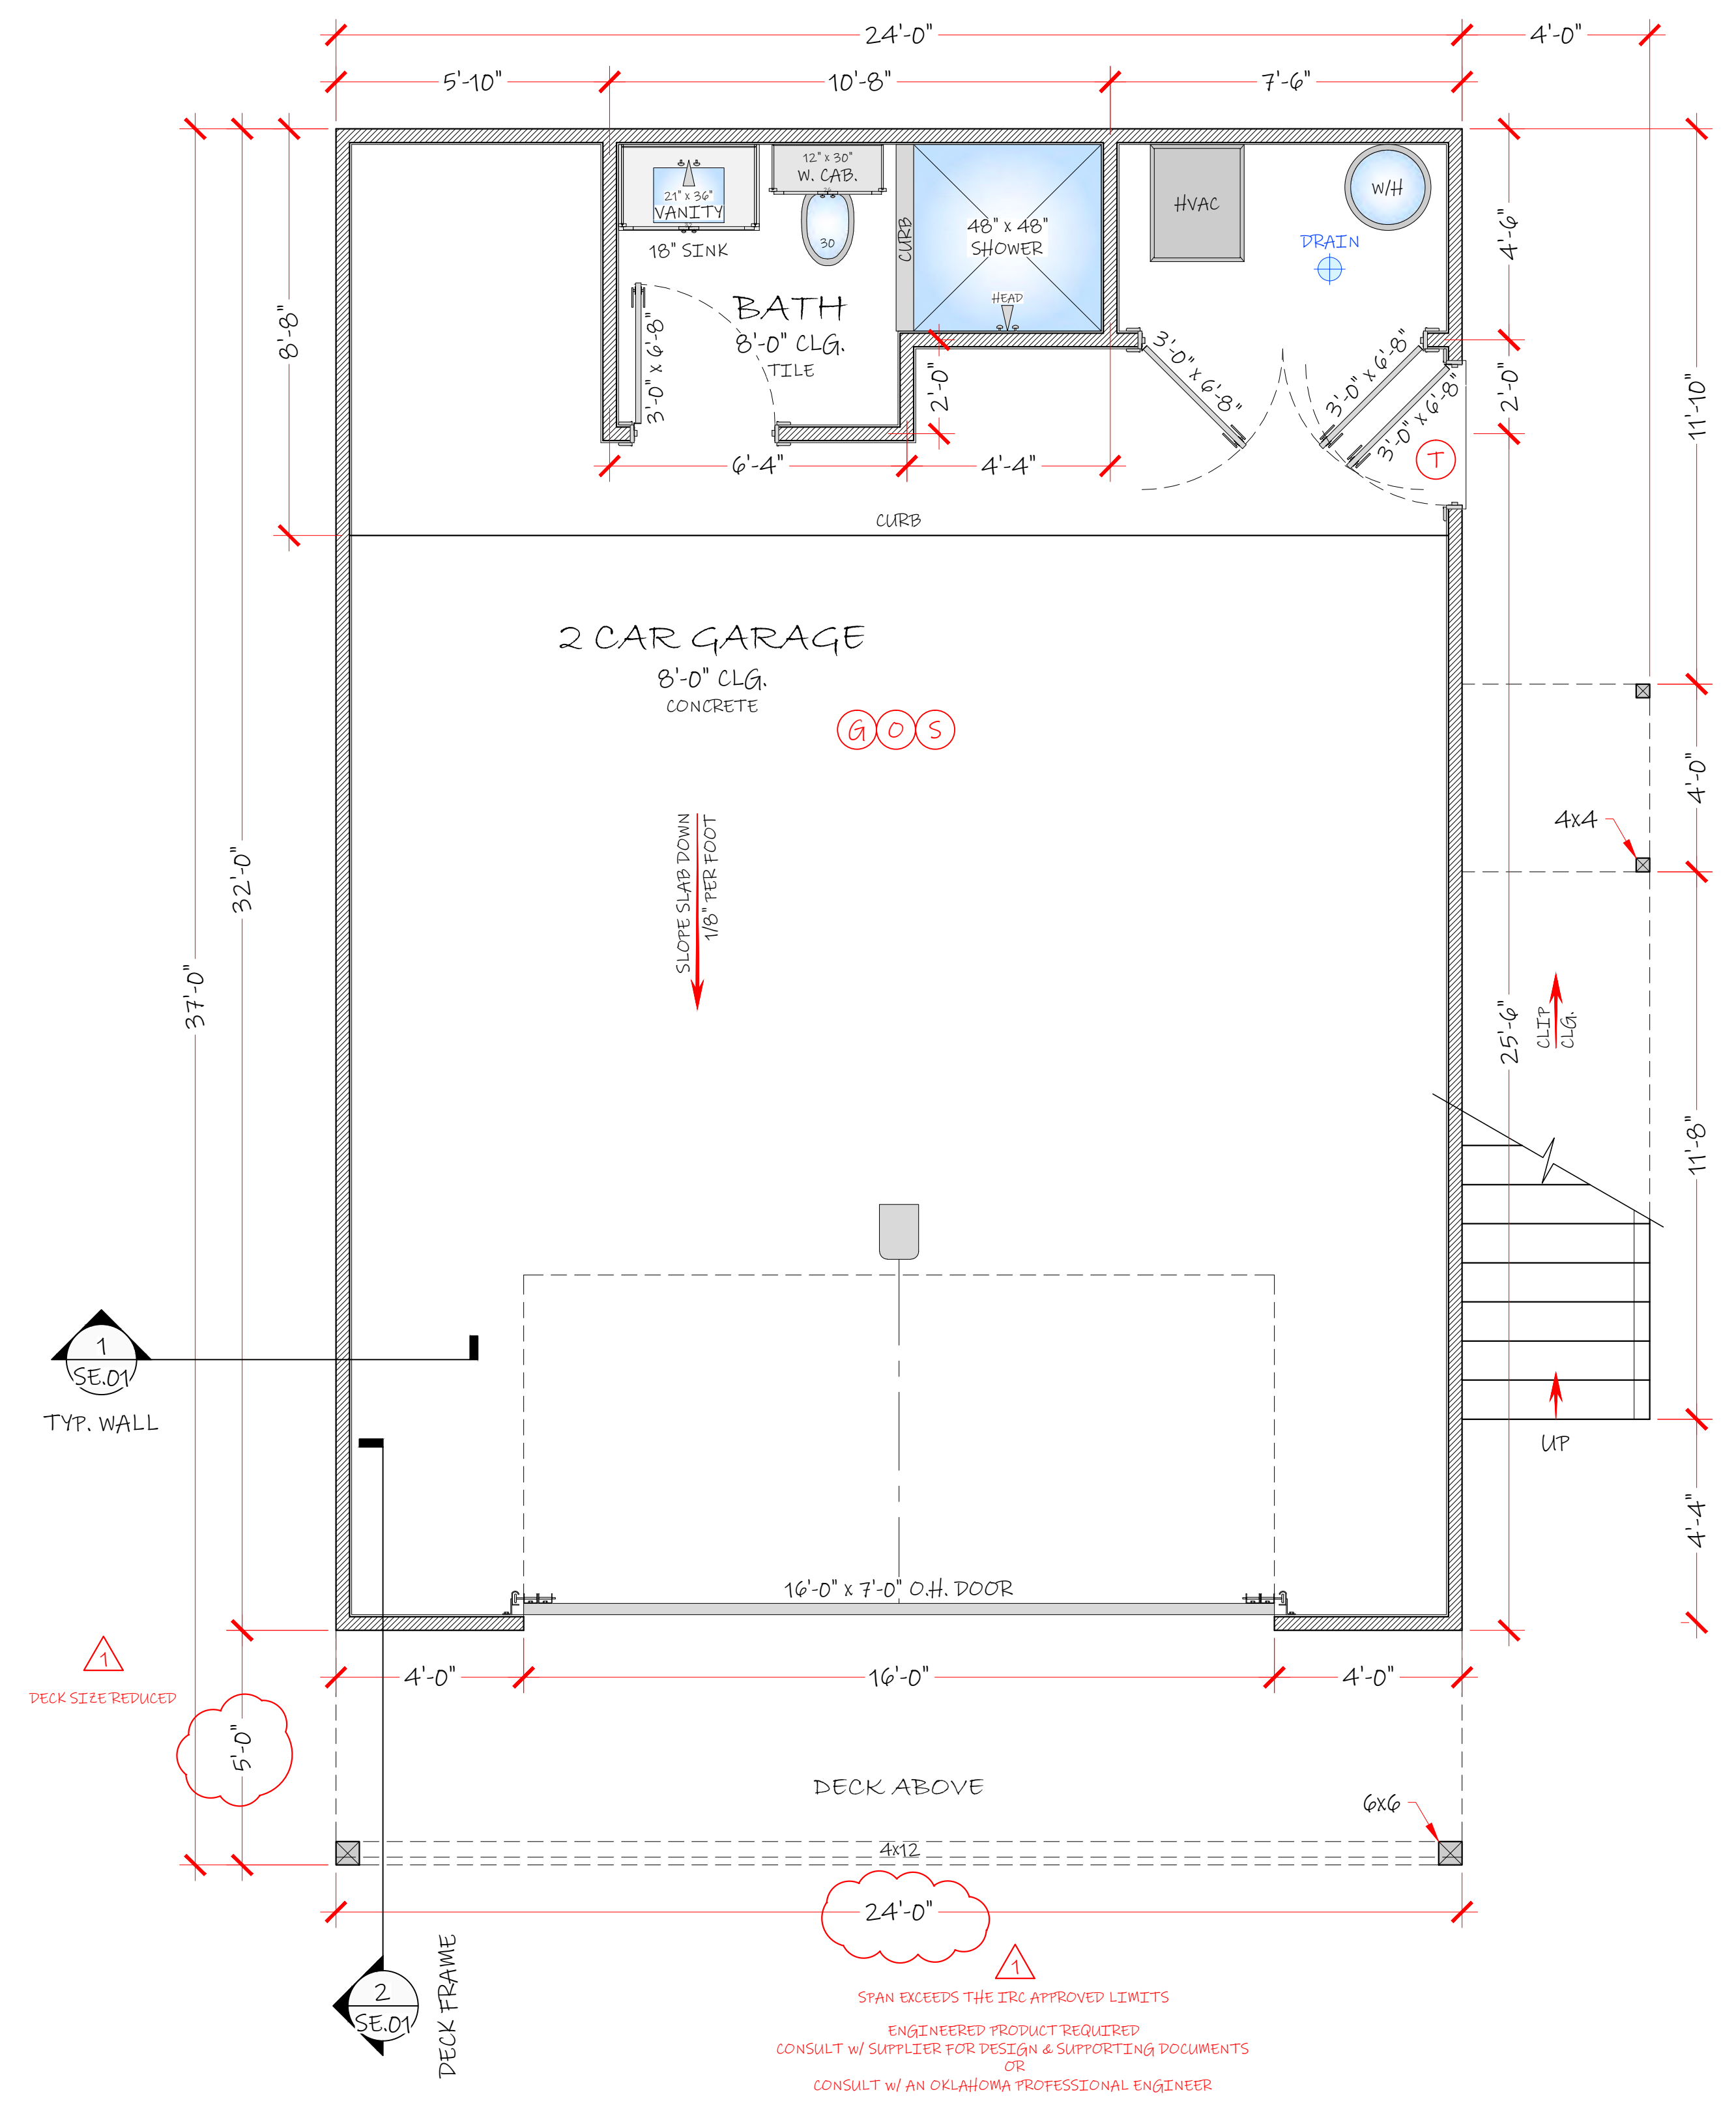 24'-0"
4'-0"
5'-10"
10'-8"
7'-6"
12" x 30"
W. CAB.
21" x 36"
VANITY
18" SINK
30
CURB
48" x 48"
SHOWER
HEAD
HVAC
W/H
DRAIN
4'-6"
8'-8"
BATH
8'-0" CLG.
TILE
3'-0" x 6'-8"
2'-0"
3'-0" x 6'-8"
3'-0" x 6'-8"
3'-0" x 6'-8"
2'-0"
11'-10"
T
6'-4"
4'-4"
CURB
2 CAR GARAGE
8'-0" CLG.
CONCRETE
G O S
SLOPE SLAB DOWN
1/8" PER FOOT
4x4
4'-0"
32'-0"
37'-0"
25'-6"
CLIP
CLG.
11'-8"
1
SE.01
TYP. WALL
UP
4'-4"
16'-0" x 7'-0" O.H. DOOR
4'-0"
16'-0"
4'-0"
1
DECK SIZE REDUCED
5'-0"
DECK ABOVE
6x6
4x12
24'-0"
2
SE.01
DECK FRAME
1
SPAN EXCEEDS THE IRC APPROVED LIMITS
ENGINEERED PRODUCT REQUIRED
CONSULT w/ SUPPLIER FOR DESIGN & SUPPORTING DOCUMENTS
OR
CONSULT w/ AN OKLAHOMA PROFESSIONAL ENGINEER